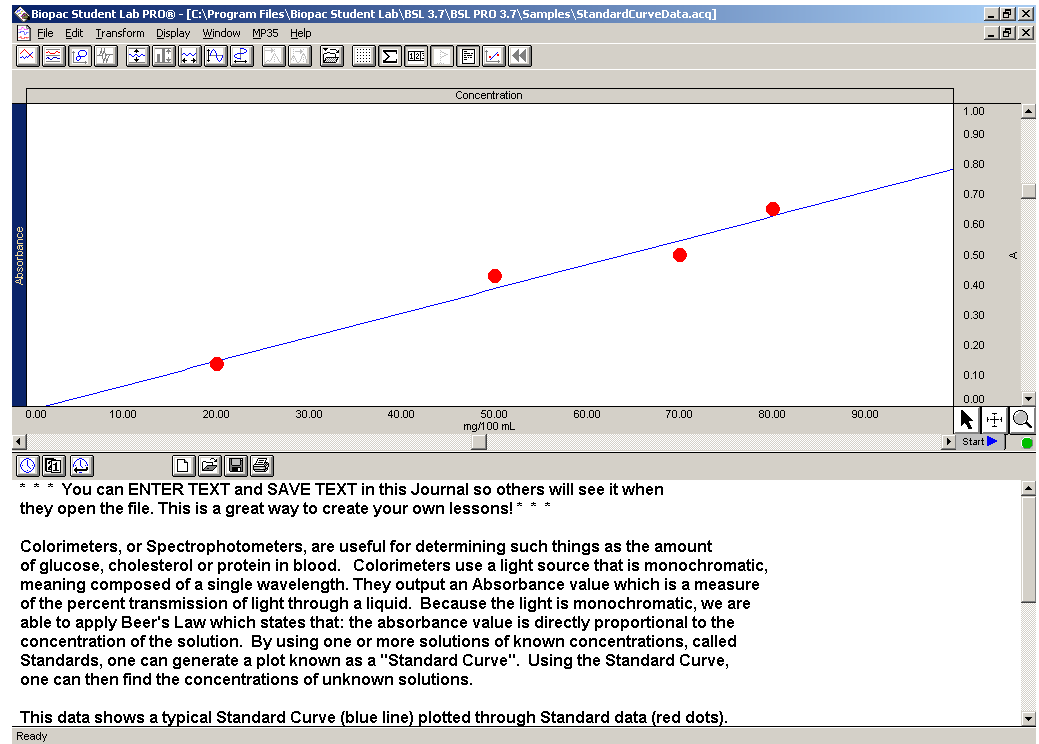 Biopac Student Lab PRO® - [C:\Program Files\Biopac Student Lab\BSL 3.7\BSL PRO 3.7\Samples\StandardCurveData.acq]
File Edit Transform Display Window MP35 Help
Concentration
Absorbance
1.00
0.90
0.80
0.70
0.60
0.50
0.40
0.30
0.20
0.10
0.00
A
0.00 10.00 20.00 30.00 40.00 50.00 60.00 70.00 80.00 90.00
mg/100 mL
Start
* * * You can ENTER TEXT and SAVE TEXT in this Journal so others will see it when
they open the file. This is a great way to create your own lessons! * * *
Colorimeters, or Spectrophotometers, are useful for determining such things as the amount
of glucose, cholesterol or protein in blood. Colorimeters use a light source that is monochromatic,
meaning composed of a single wavelength. They output an Absorbance value which is a measure
of the percent transmission of light through a liquid. Because the light is monochromatic, we are
able to apply Beer's Law which states that: the absorbance value is directly proportional to the
concentration of the solution. By using one or more solutions of known concentrations, called
Standards, one can generate a plot known as a "Standard Curve". Using the Standard Curve,
one can then find the concentrations of unknown solutions.
This data shows a typical Standard Curve (blue line) plotted through Standard data (red dots).
Ready